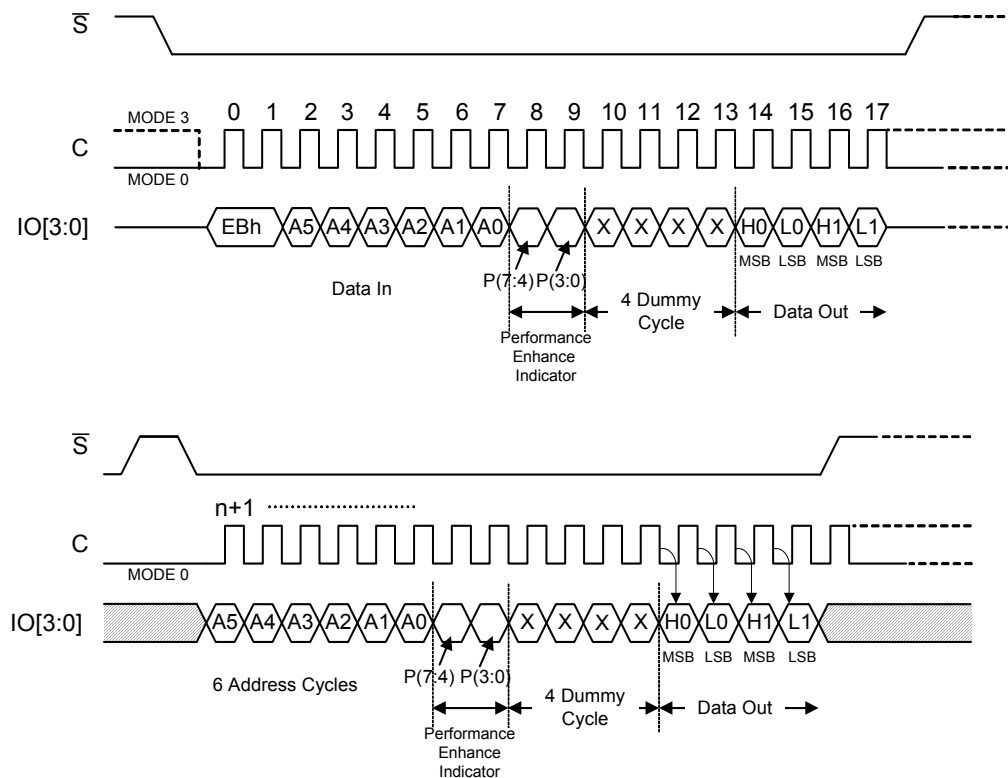 S
MODE 3
0 1 2 3 4 5 6 7 8 9 10 11 12 13 14 15 16 17
C
MODE 0
IO[3:0]
EBh A5 A4 A3 A2 A1 A0 X X X X H0 L0 H1 L1
MSB LSB MSB LSB
P(7:4) P(3:0)
Data In
4 Dummy
Cycle
Data Out
Performance
Enhance
Indicator
S
n+1
C
MODE 0
IO[3:0]
A5 A4 A3 A2 A1 A0 X X X X H0 L0 H1 L1
MSB LSB MSB LSB
P(7:4) P(3:0)
6 Address Cycles
4 Dummy
Cycle
Data Out
Performance
Enhance
Indicator